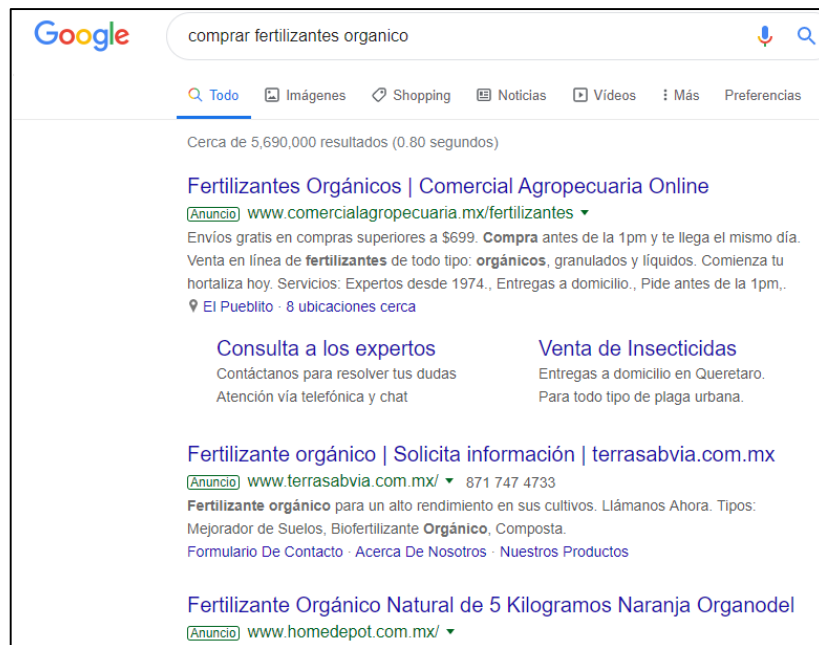 Google
comprar fertilizantes organico
Todo Imágenes Shopping Noticias Vídeos Más Preferencias
Cerca de 5,690,000 resultados (0.80 segundos)
Fertilizantes Orgánicos | Comercial Agropecuaria Online
Anuncio www.comercialagropecuaria.mx/fertilizantes
Envíos gratis en compras superiores a $699. Compra antes de la 1pm y te llega el mismo día.
Venta en línea de fertilizantes de todo tipo: orgánicos, granulados y líquidos. Comienza tu
hortaliza hoy. Servicios: Expertos desde 1974., Entregas a domicilio., Pide antes de la 1pm,.
El Pueblito · 8 ubicaciones cerca
Consulta a los expertos
Contáctanos para resolver tus dudas
Atención vía telefónica y chat
Venta de Insecticidas
Entregas a domicilio en Queretaro.
Para todo tipo de plaga urbana.
Fertilizante orgánico | Solicita información | terrasabvia.com.mx
Anuncio www.terrasabvia.com.mx/ 871 747 4733
Fertilizante orgánico para un alto rendimiento en sus cultivos. Llámanos Ahora. Tipos:
Mejorador de Suelos, Biofertilizante Orgánico, Composta.
Formulario De Contacto · Acerca De Nosotros · Nuestros Productos
Fertilizante Orgánico Natural de 5 Kilogramos Naranja Organodel
Anuncio www.homedepot.com.mx/